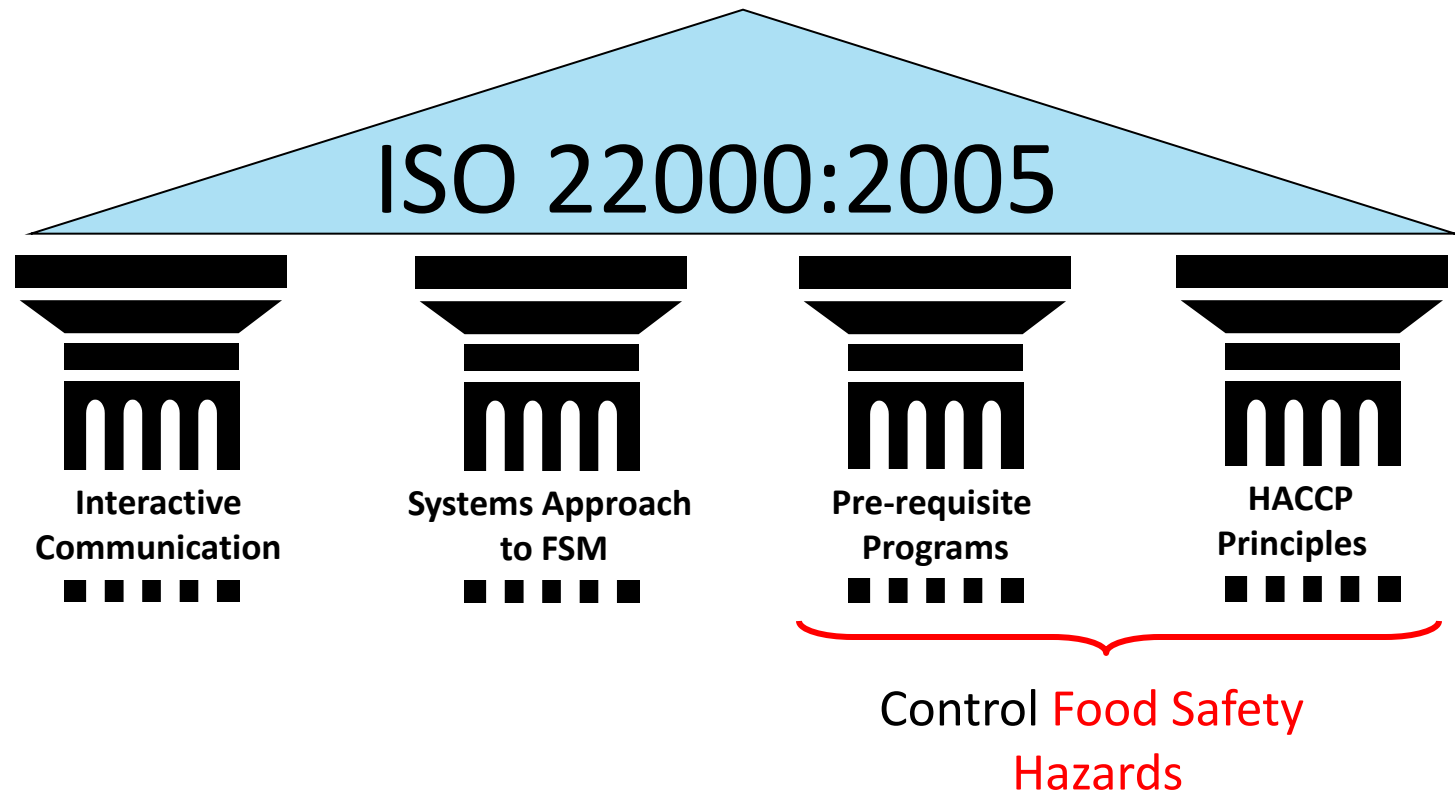 ISO 22000:2005
Interactive
Communication
Systems Approach
to FSM
Pre-requisite
Programs
HACCP
Principles
Control Food Safety
Hazards